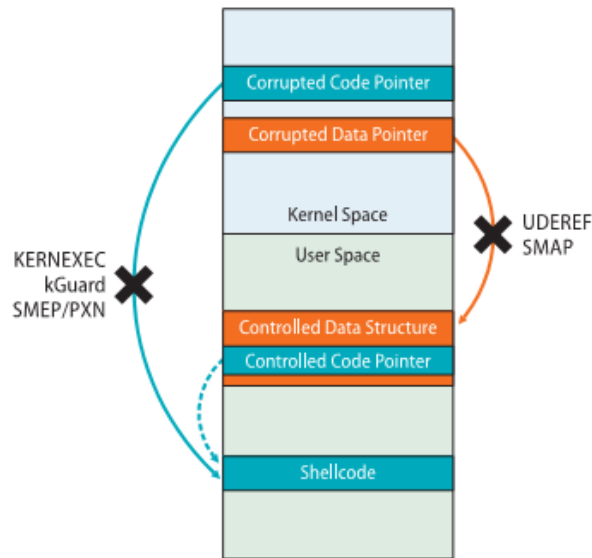 Corrupted Code Pointer
Corrupted Data Pointer
Kernel Space
User Space
KERNEXEC
kGuard
SMEP/PXN
UDEREF
SMAP
Controlled Data Structure
Controlled Code Pointer
Shellcode